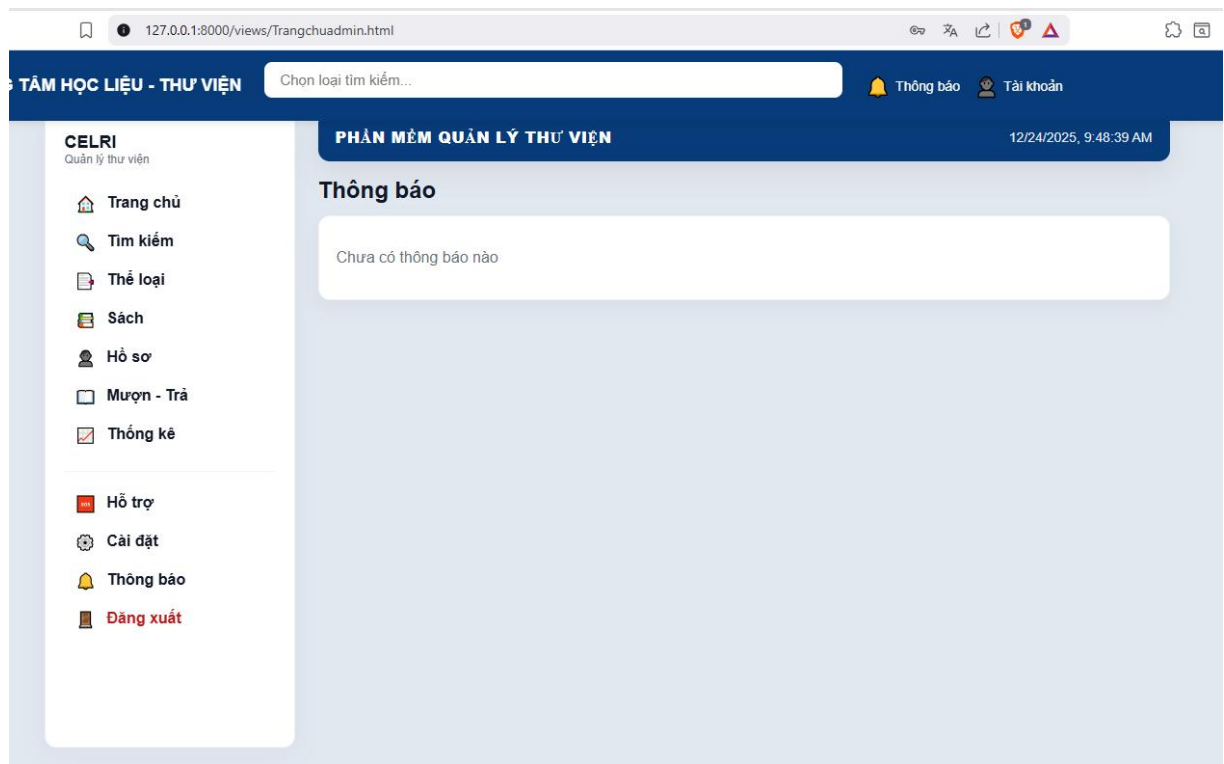 127.0.0.1:8000/views/Trangchuadmin.html
TÂM HỌC LIỆU - THƯ VIỆN
Chọn loại tìm kiếm...
Thông báo
Tài khoản
CELRI
Quản lý thư viện
Trang chủ
Tìm kiếm
Thể loại
Sách
Hồ sơ
Mượn - Trả
Thống kê
Hỗ trợ
Cài đặt
Thông báo
Đăng xuất
PHẦN MỀM QUẢN LÝ THƯ VIỆN
12/24/2025, 9:48:39 AM
Thông báo
Chưa có thông báo nào